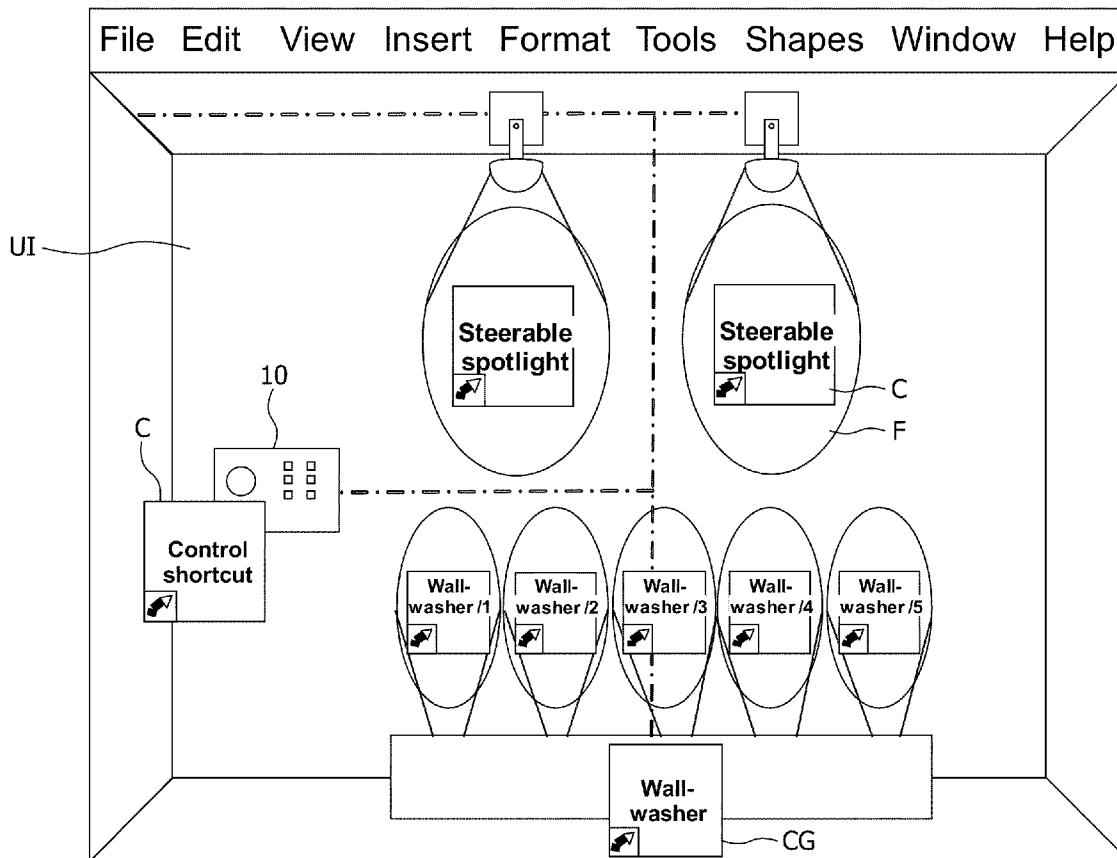 File Edit View Insert Format Tools Shapes Window Help
UI
Steerable
spotlight
Steerable
spotlight
C
F
10
C
Control
shortcut
Wall-
washer /1
Wall-
washer /2
Wall-
washer /3
Wall-
washer /4
Wall-
washer /5
Wall-
washer
CG